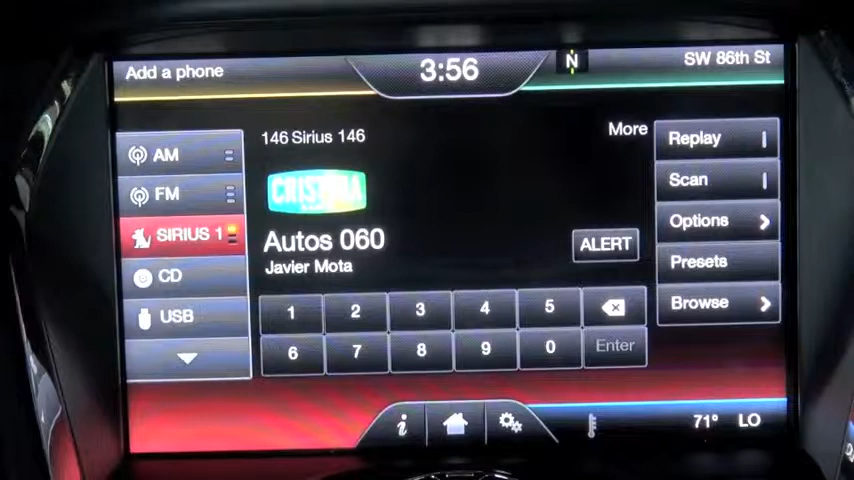 Add a phone
3:56
N
SW 86th St
AM
FM
SIRIUS 1
CD
USB
146 Sirius 146
More
CRISTINA
Autos 060
Javier Mota
ALERT
1 2 3 4 5
6 7 8 9 0 Enter
Replay
Scan
Options
Presets
Browse
i
71° LO